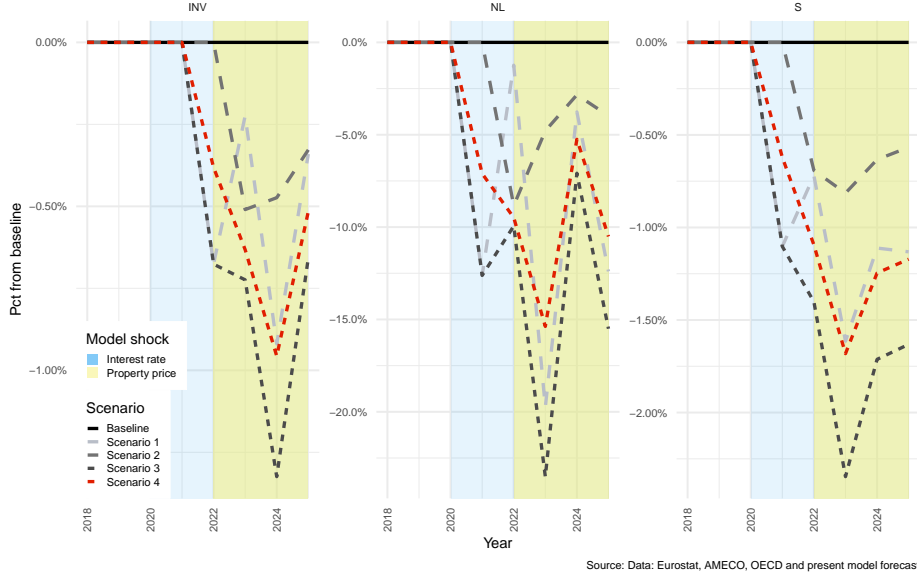 INV
NL
S
0.00%
−0.50%
−1.00%
0.0%
−5.0%
−10.0%
−15.0%
−20.0%
0.00%
−0.50%
−1.00%
−1.50%
−2.00%
Pct from baseline
Model shock
Interest rate
Property price
Scenario
Baseline
Scenario 1
Scenario 2
Scenario 3
Scenario 4
2018
2020
2022
2024
2018
2020
2022
2024
2018
2020
2022
2024
Year
Source: Data: Eurostat, AMECO, OECD and present model forecas